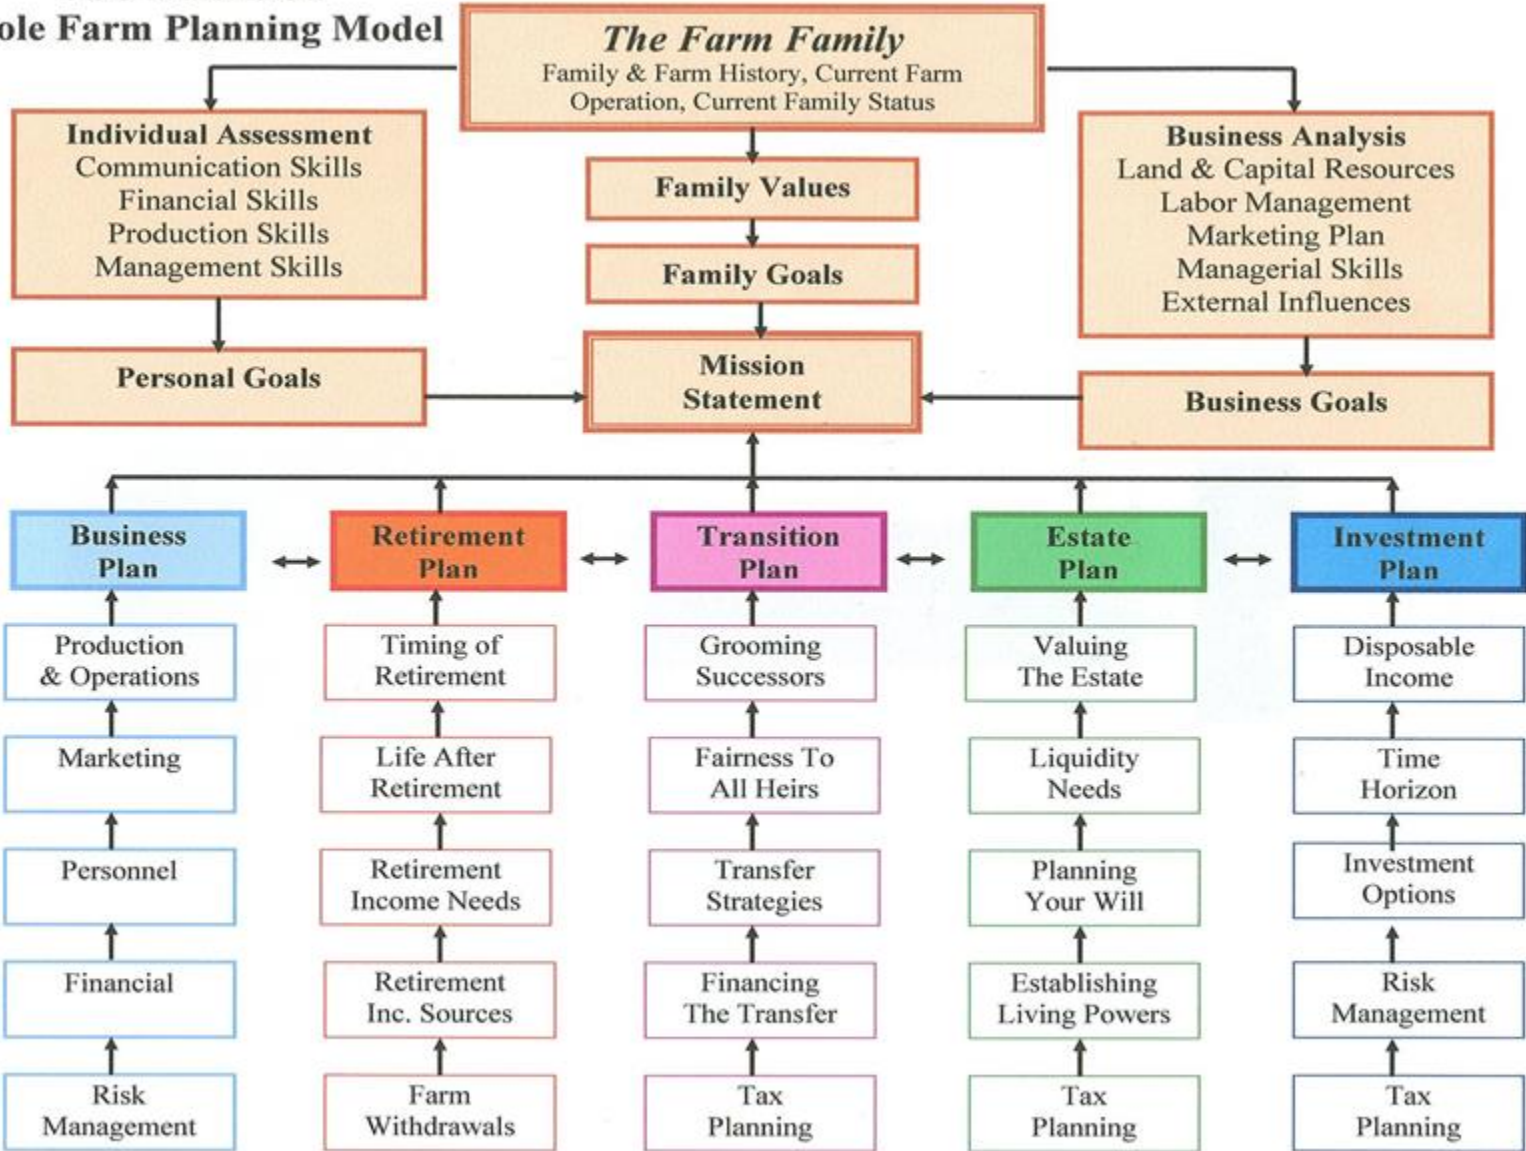 ole Farm Planning Model
The Farm Family
Family & Farm History, Current Farm
Operation, Current Family Status
Individual Assessment
Communication Skills
Financial Skills
Production Skills
Management Skills
Family Values
Family Goals
Business Analysis
Land & Capital Resources
Labor Management
Marketing Plan
Managerial Skills
External Influences
Personal Goals
Mission
Statement
Business Goals
Business
Plan
Retirement
Plan
Transition
Plan
Estate
Plan
Investment
Plan
Production
& Operations
Timing of
Retirement
Grooming
Successors
Valuing
The Estate
Disposable
Income
Marketing
Life After
Retirement
Fairness To
All Heirs
Liquidity
Needs
Time
Horizon
Personnel
Retirement
Income Needs
Transfer
Strategies
Planning
Your Will
Investment
Options
Financial
Retirement
Inc. Sources
Financing
The Transfer
Establishing
Living Powers
Risk
Management
Risk
Management
Farm
Withdrawals
Tax
Planning
Tax
Planning
Tax
Planning